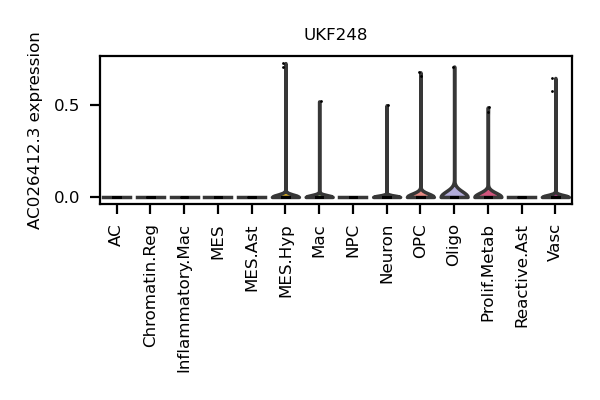 UKF248
AC026412.3 expression
0.5
0.0
AC
Chromatin.Reg
Inflammatory.Mac
MES
MES.Ast
MES.Hyp
Mac
NPC
Neuron
OPC
Oligo
Prolif.Metab
Reactive.Ast
Vasc